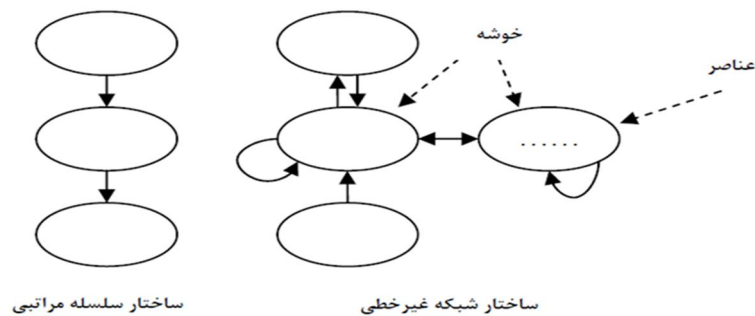 خوشه
عناصر
......
ساختار سلسله مراتبی
ساختار شبکه غیرخطی